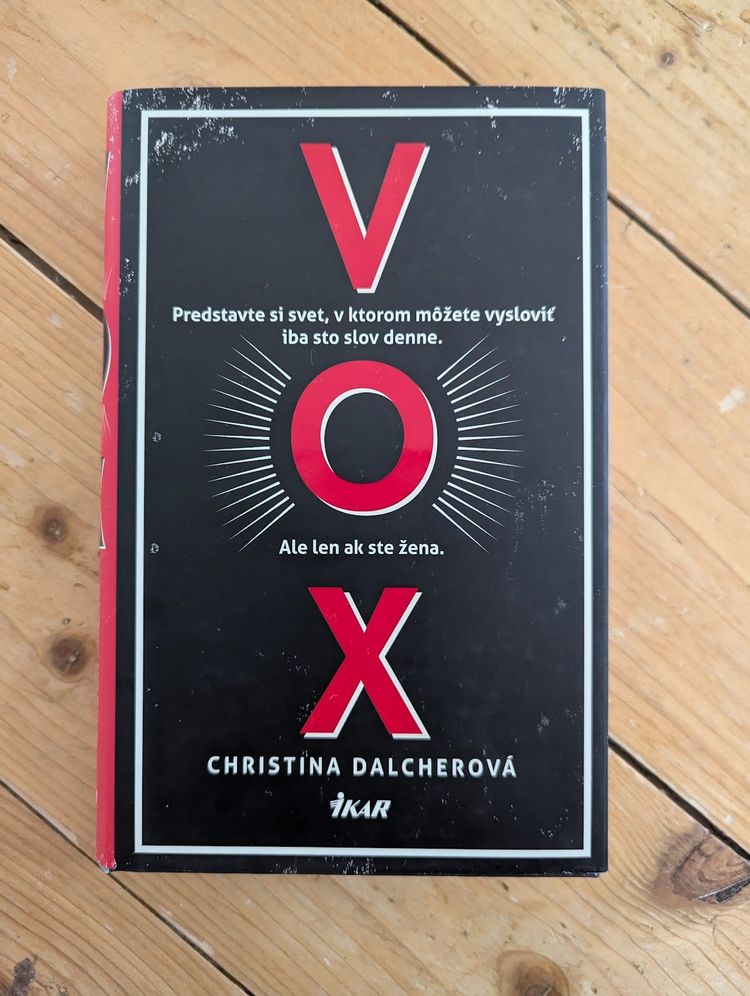 V
Predstavte si svet, v ktorom môžete vysloviť
iba sto slov denne.
O
Ale len ak ste žena.
X
CHRISTINA DALCHEROVÁ
IKAR